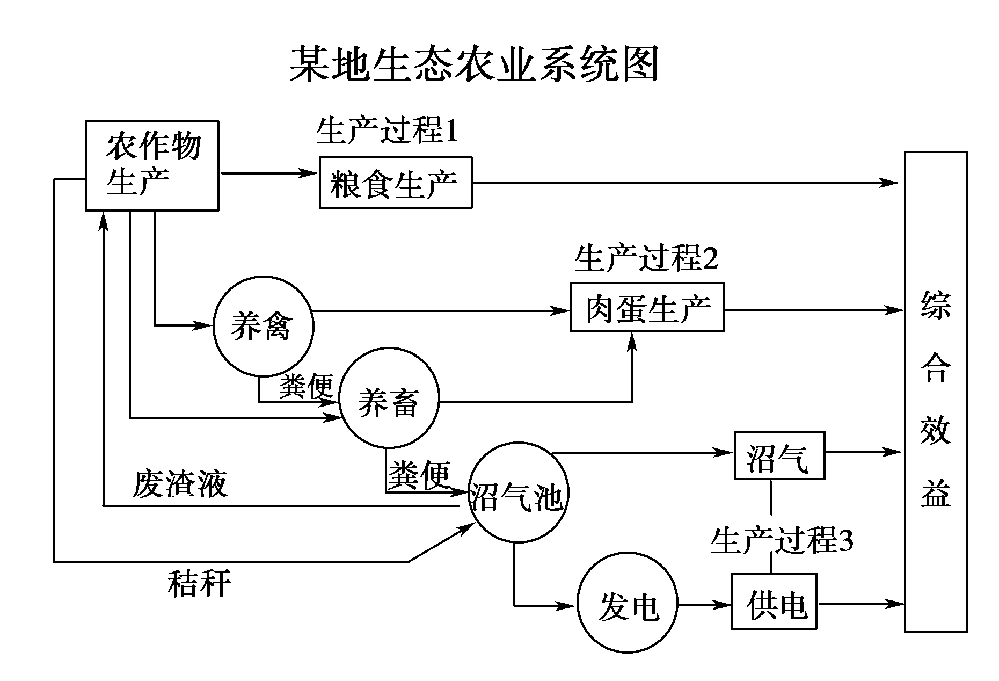 某地生态农业系统图
生产过程1
农作物
生产
粮食生产
生产过程2
肉蛋生产
养禽
粪便
养畜
粪便
沼气池
沼气
废渣液
生产过程3
秸秆
发电
供电
综
合
效
益